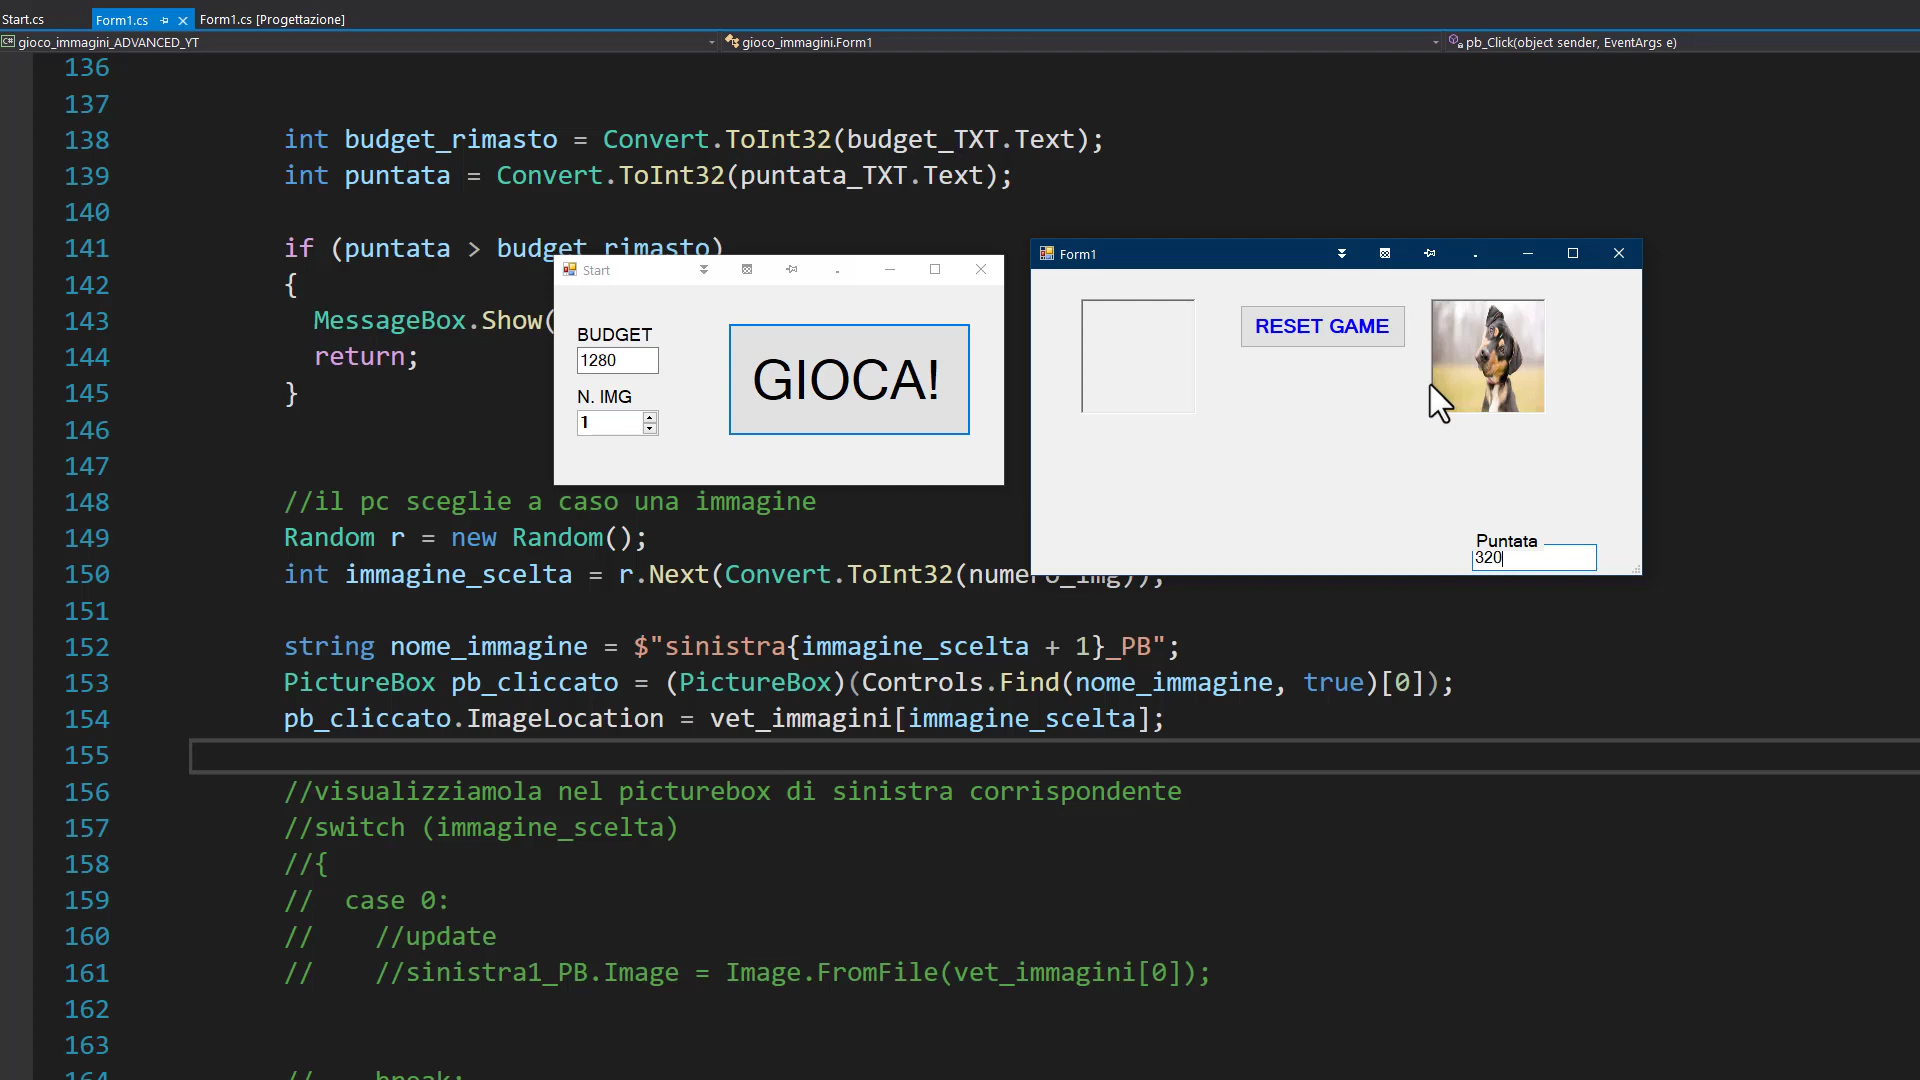 Start.cs
Form1.cs
Form1.cs [Progettazione]
gioco_immagini_ADVANCED_YT
gioco_immagini.Form1
pb_Click(object sender, EventArgs e)
136
137
138 int budget_rimasto = Convert.ToInt32(budget_TXT.Text);
139 int puntata = Convert.ToInt32(puntata_TXT.Text);
140
141 if (puntata > budget_rimasto)
142 {
143 MessageBox.Show(
144 return;
145 }
146
147
148 //il pc sceglie a caso una immagine
149 Random r = new Random();
150 int immagine_scelta = r.Next(Convert.ToInt32(numero_img));
151
152 string nome_immagine = $"sinistra{immagine_scelta + 1}_PB";
153 PictureBox pb_cliccato = (PictureBox)(Controls.Find(nome_immagine, true)[0]);
154 pb_cliccato.ImageLocation = vet_immagini[immagine_scelta];
155
156 //visualizziamola nel picturebox di sinistra corrispondente
157 //switch (immagine_scelta)
158 //{
159 // case 0:
160 // //update
161 // //sinistra1_PB.Image = Image.FromFile(vet_immagini[0]);
162
163
164 // break;
Start
BUDGET
1280
N. IMG
1
GIOCA!
Form1
RESET GAME
Puntata
320